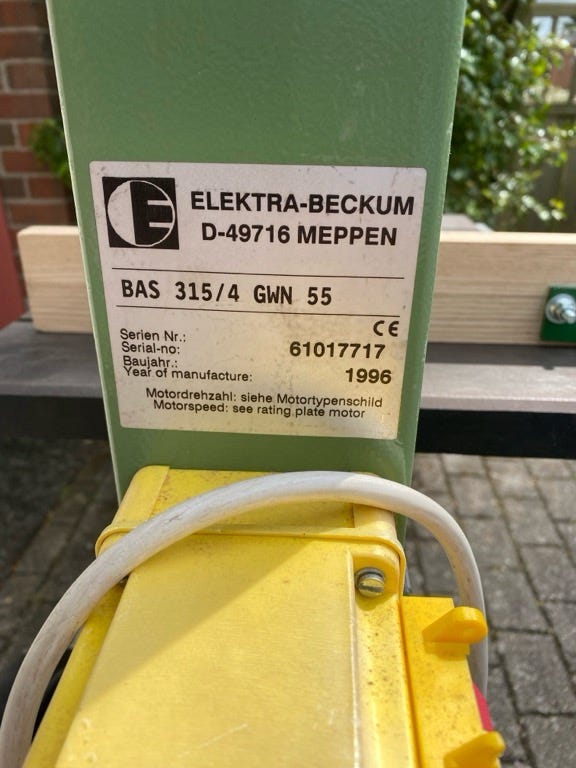 E ELEKTRA-BECKUM
D-49716 MEPPEN
BAS 315/4 GWN 55
CE
Serien Nr.:
Serial-no: 61017717
Baujahr.:
Year of manufacture: 1996
Motordrehzahl: siehe Motortypenschild
Motorspeed: see rating plate motor